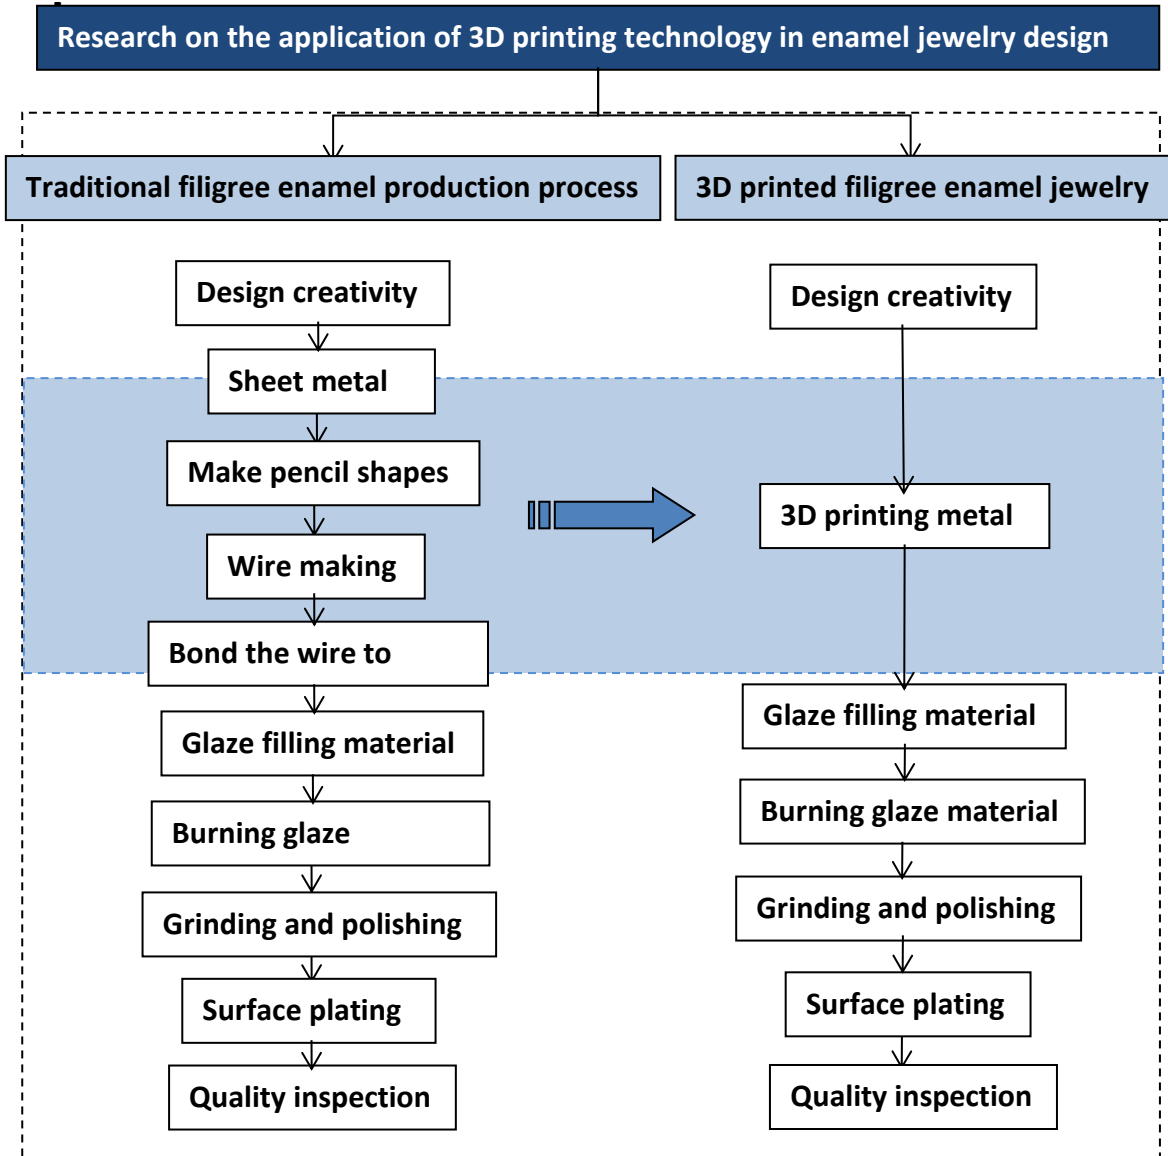 Research on the application of 3D printing technology in enamel jewelry design
Traditional filigree enamel production process
3D printed filigree enamel jewelry
Design creativity
Sheet metal
Make pencil shapes
Wire making
Bond the wire to
Glaze filling material
Burning glaze
Grinding and polishing
Surface plating
Quality inspection
Design creativity
3D printing metal
Glaze filling material
Burning glaze material
Grinding and polishing
Surface plating
Quality inspection